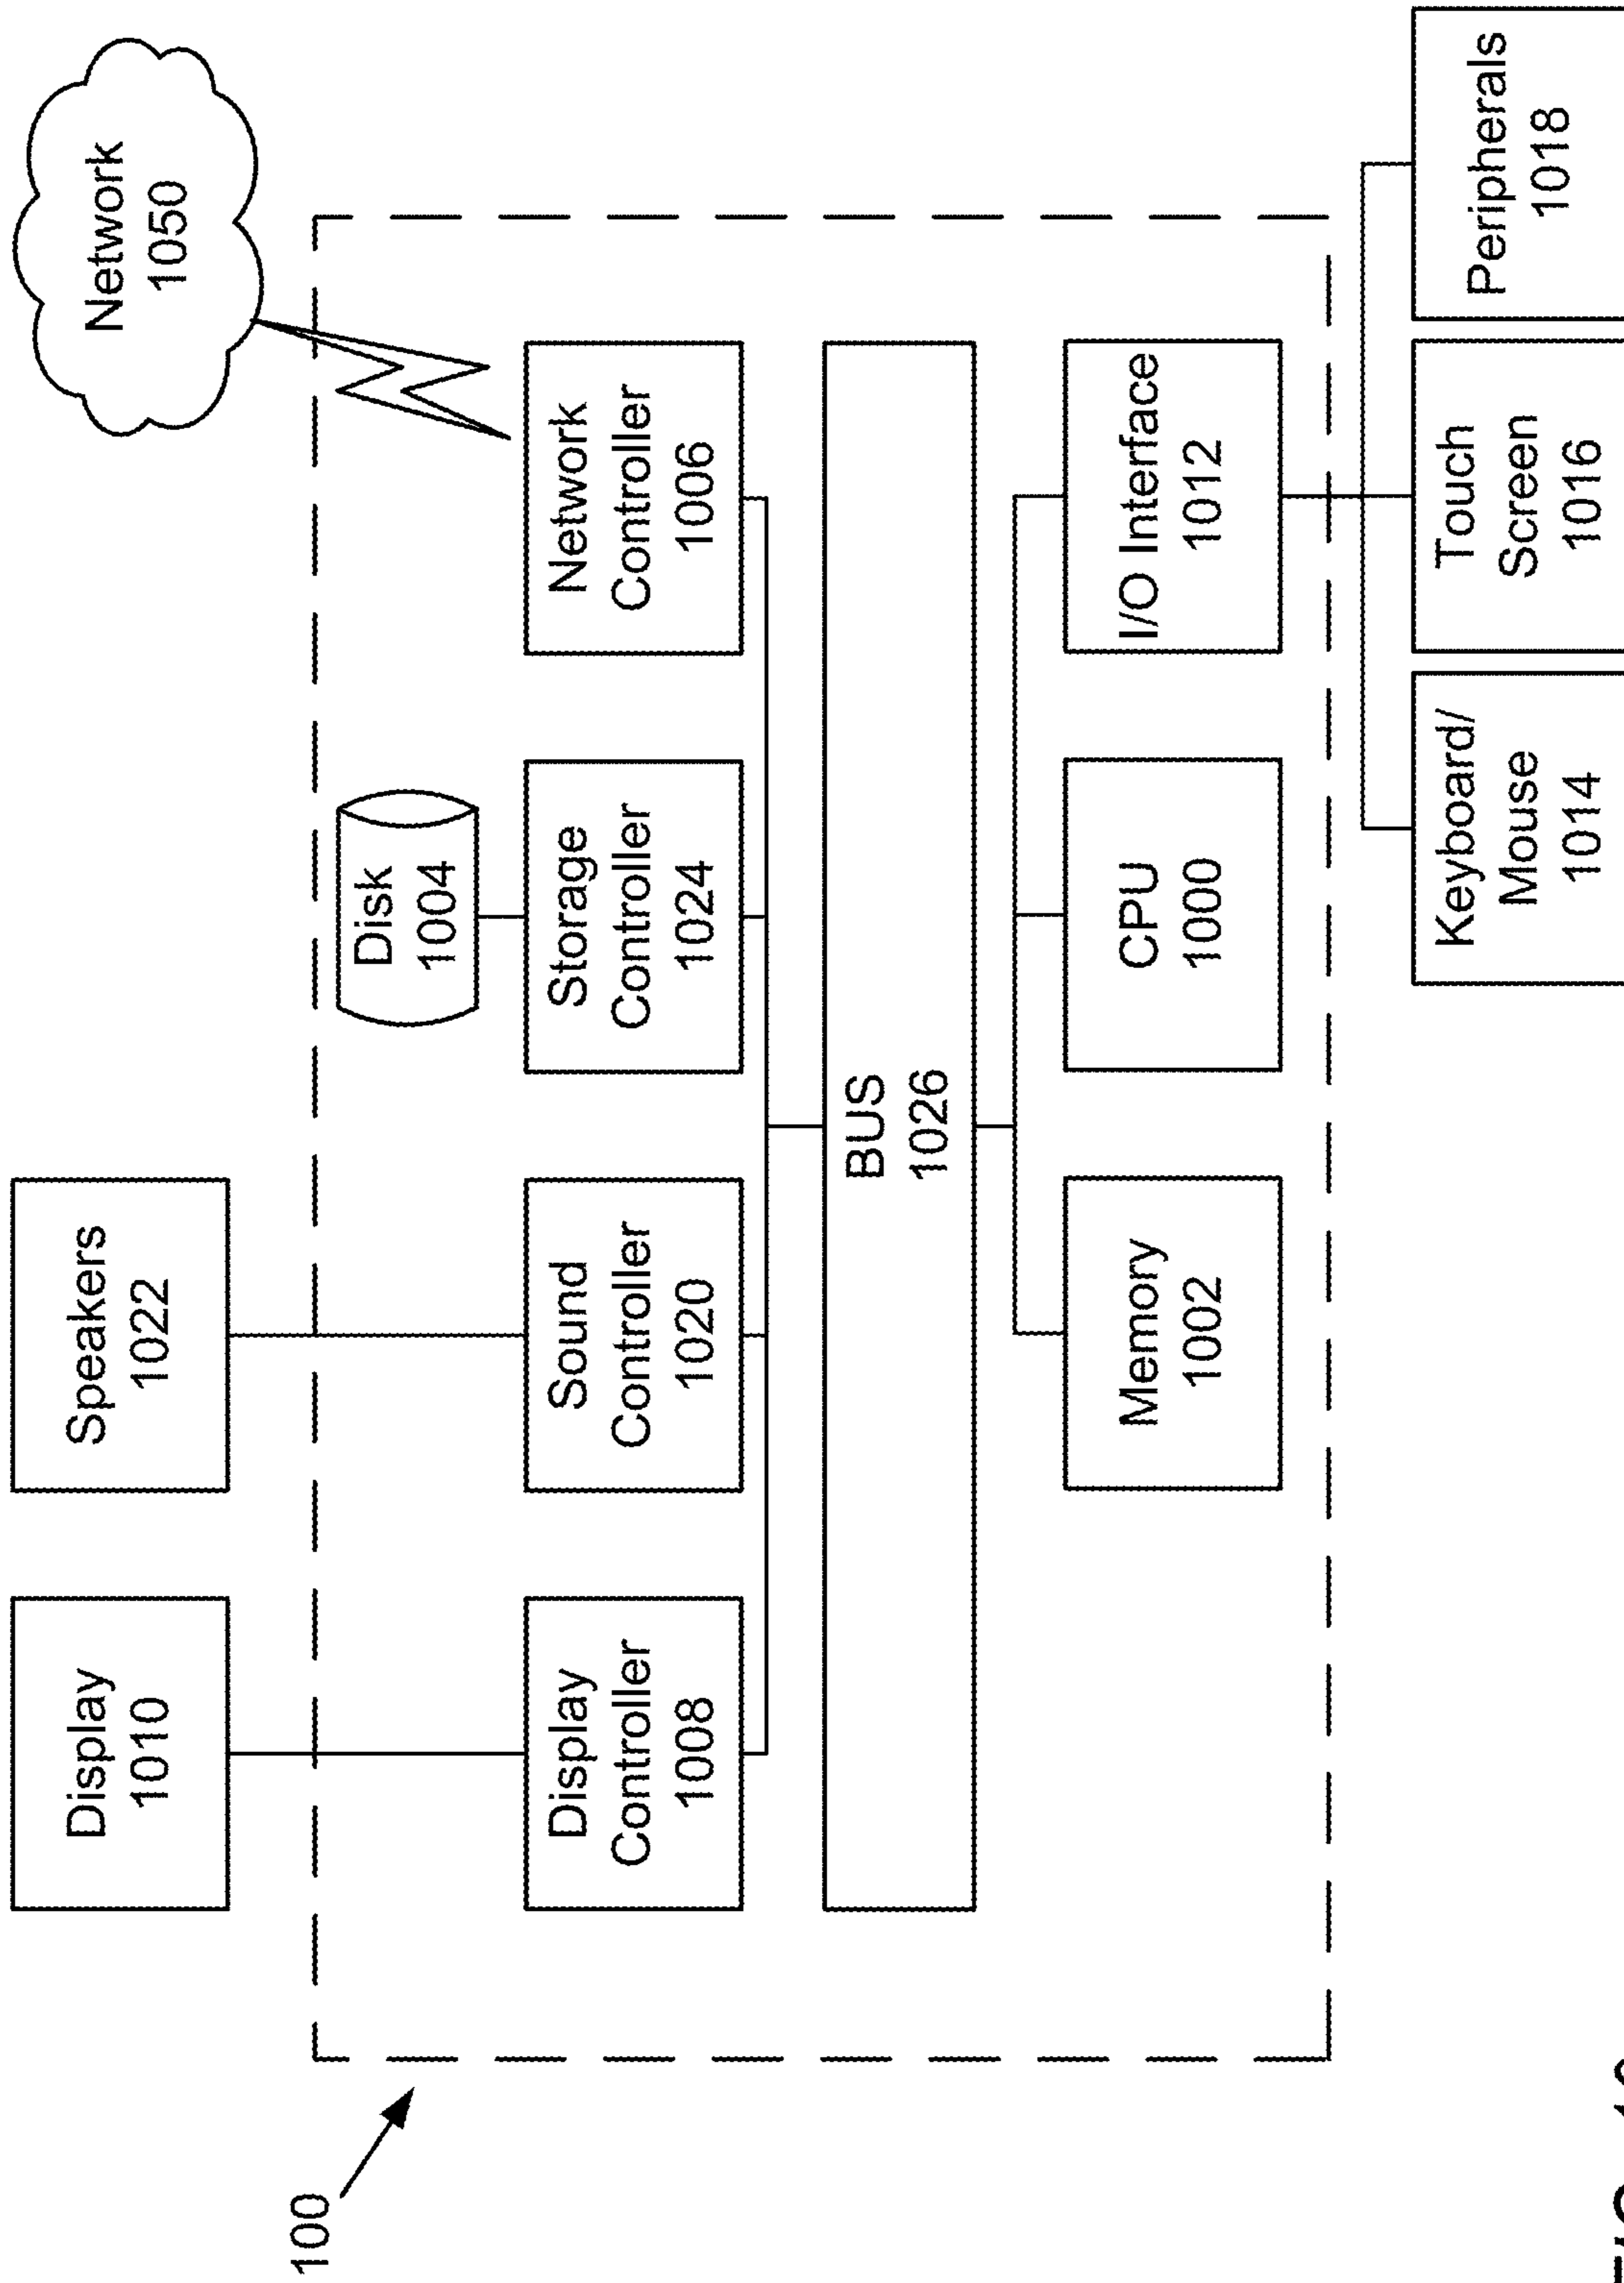 Display
1010
Speakers
1022
Network
1050
100
Disk
1004
Display
Controller
1008
Sound
Controller
1020
Storage
Controller
1024
Network
Controller
1006
BUS
1026
Memory
1002
CPU
1000
I/O Interface
1012
Keyboard/
Mouse
1014
Touch
Screen
1016
Peripherals
1018